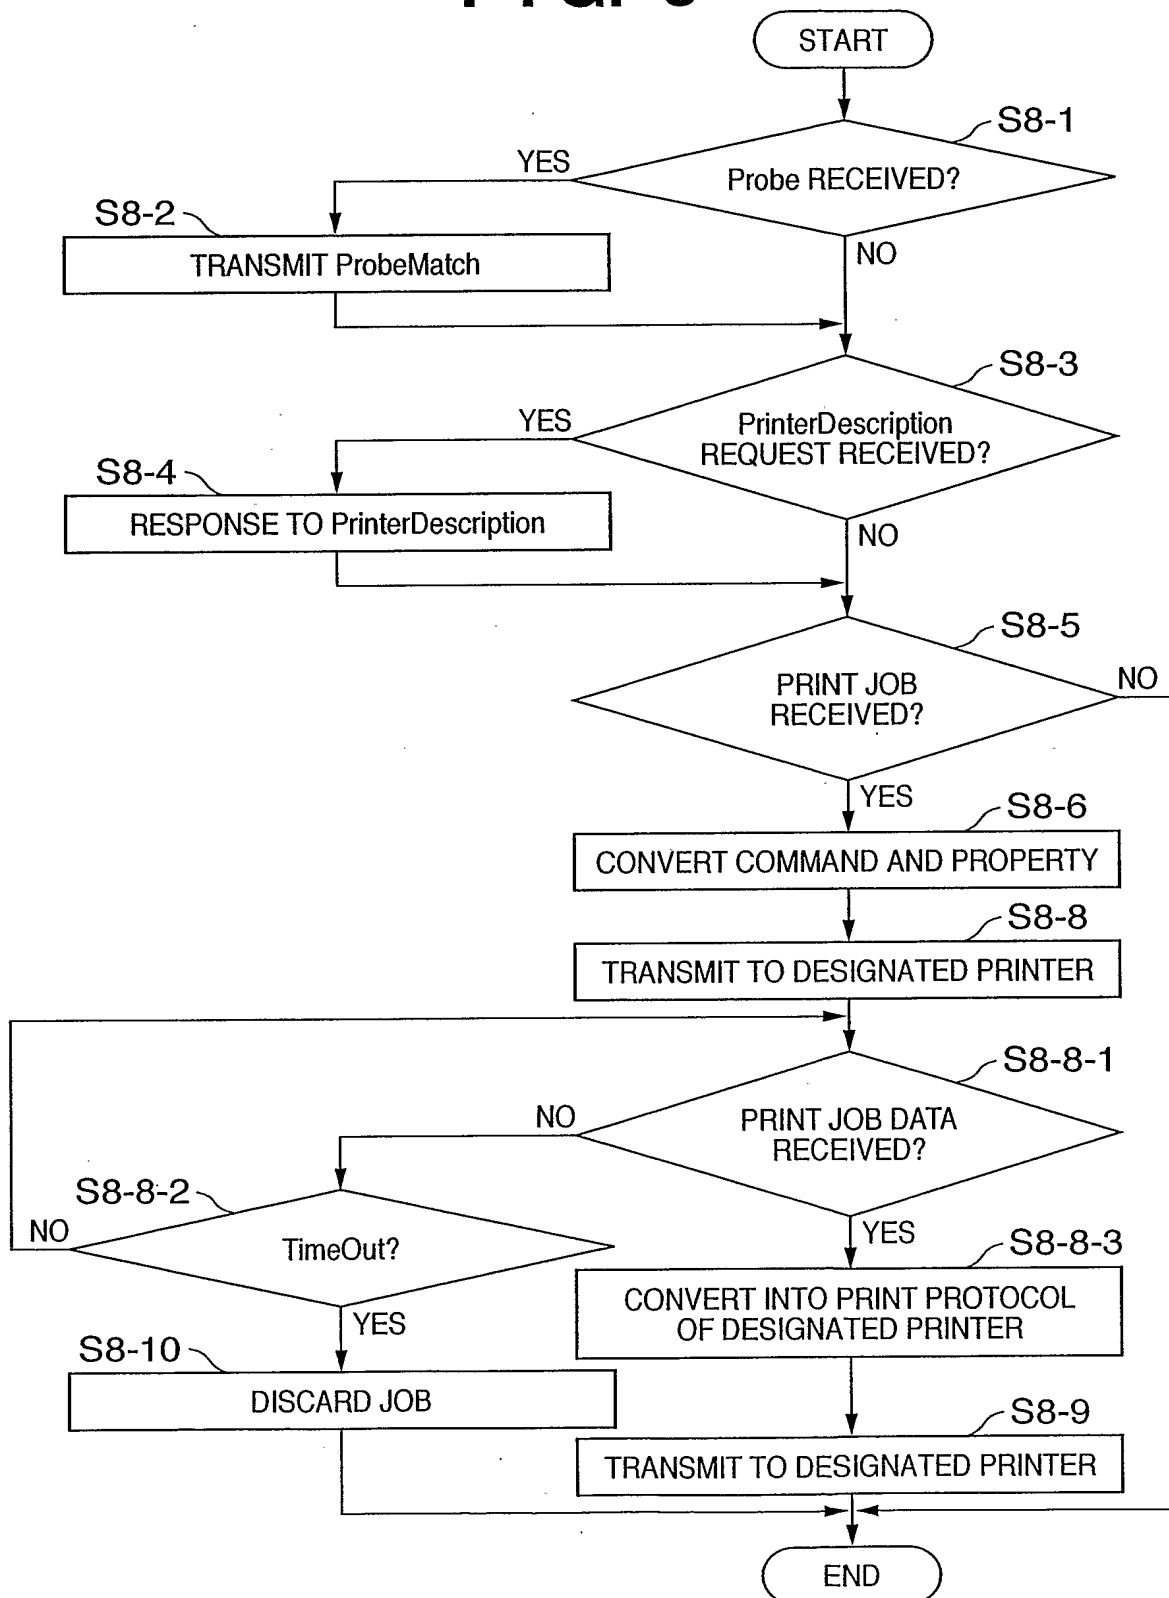 START
S8-1
YES
Probe RECEIVED?
S8-2
NO
TRANSMIT ProbeMatch
S8-3
YES
PrinterDescription
REQUEST RECEIVED?
S8-4
NO
RESPONSE TO PrinterDescription
S8-5
PRINT JOB
RECEIVED?
NO
YES
S8-6
CONVERT COMMAND AND PROPERTY
S8-8
TRANSMIT TO DESIGNATED PRINTER
S8-8-1
NO
PRINT JOB DATA
RECEIVED?
S8-8-2
NO
TimeOut?
YES
S8-8-3
CONVERT INTO PRINT PROTOCOL
OF DESIGNATED PRINTER
YES
S8-10
DISCARD JOB
S8-9
TRANSMIT TO DESIGNATED PRINTER
END